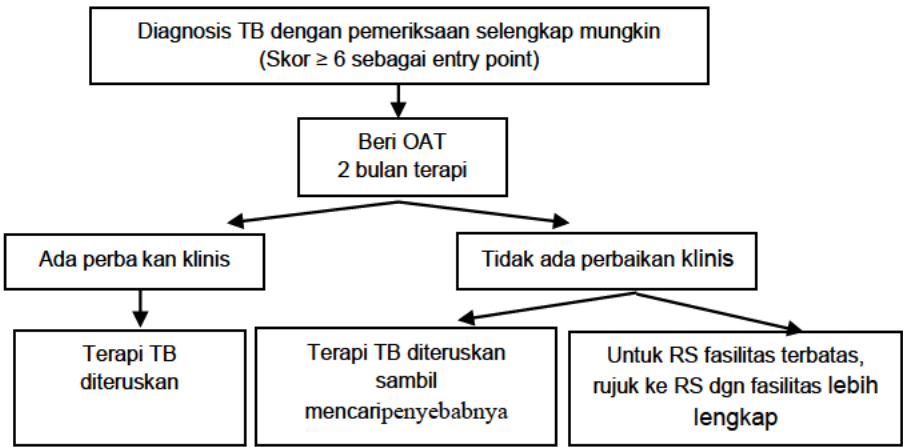 Diagnosis TB dengan pemeriksaan selengkap mungkin
(Skor ≥ 6 sebagai entry point)
Beri OAT
2 bulan terapi
Ada perba kan klinis
Tidak ada perbaikan klinis
Terapi TB
diteruskan
Terapi TB diteruskan
sambil
mencaripenyebabnya
Untuk RS fasilitas terbatas,
rujuk ke RS dgn fasilitas lebih
lengkap